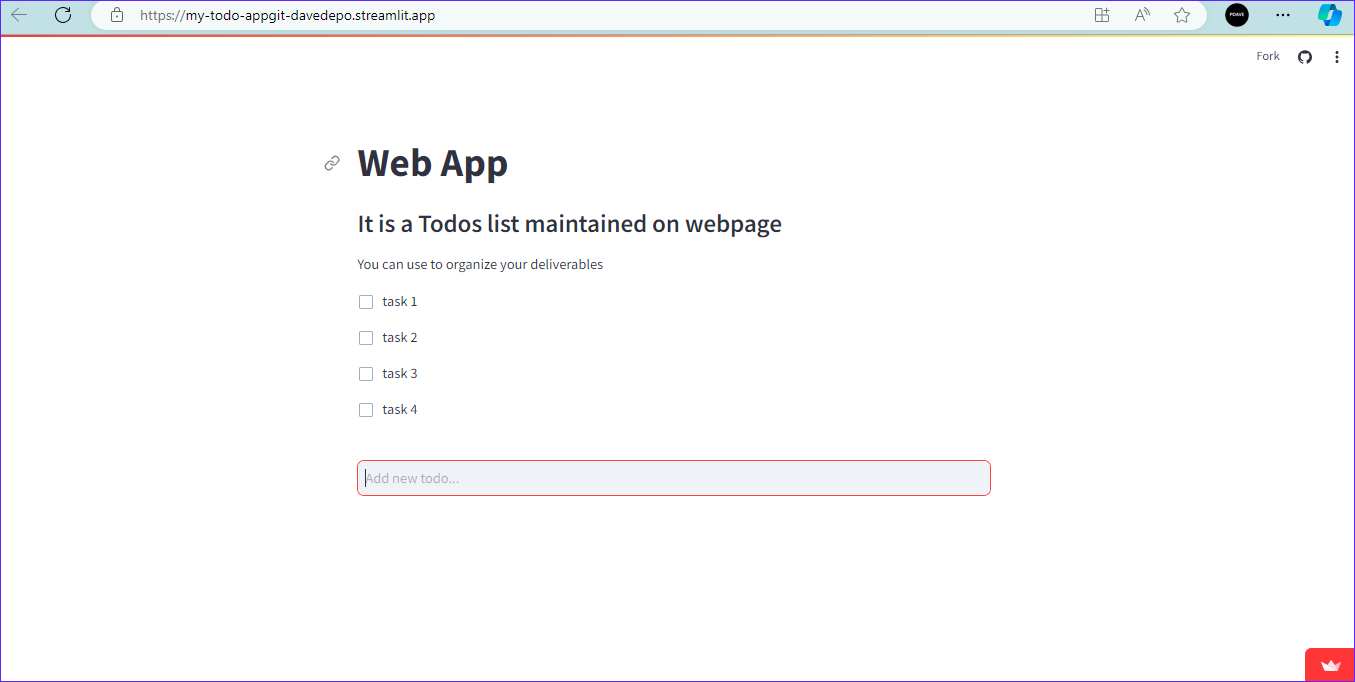 https://my-todo-appgit-davedepo.streamlit.app
PDAVE
Fork
Web App
It is a Todos list maintained on webpage
You can use to organize your deliverables
task 1
task 2
task 3
task 4
Add new todo...